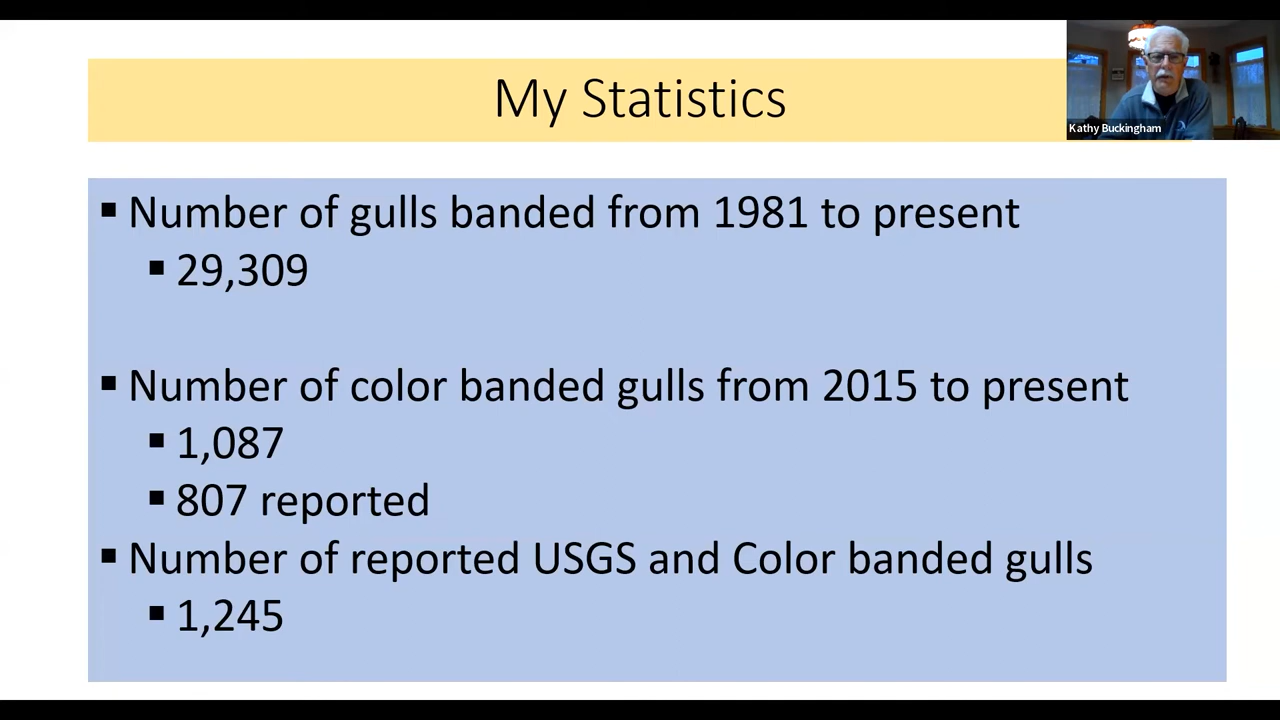 My Statistics
Kathy Buckingham
▪ Number of gulls banded from 1981 to present
▪ 29,309
▪ Number of color banded gulls from 2015 to present
▪ 1,087
▪ 807 reported
▪ Number of reported USGS and Color banded gulls
▪ 1,245